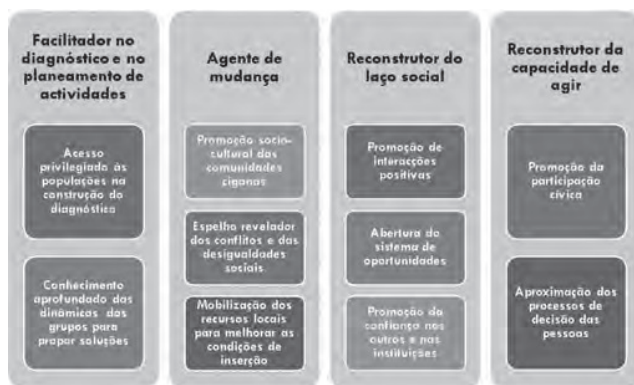 Facilitador no
diagnóstico e no
planeamento de
actividades
Acesso
privilegiado às
populações na
construção do
diagnóstico
Conhecimento
aprofundado das
dinâmicas dos
grupos para
propor soluções
Agente de
mudança
Promoção socio-
cultural das
comunidades
ciganas
Espelho revelador
dos conflitos e das
desigualdades
sociais
Mobilização dos
recursos locais
para melhorar as
condições de
inserção
Reconstrutor do
laço social
Promoção de
interacções
positivas
Abertura do
sistema de
oportunidades
Promoção da
confiança nos
outros e nas
instituições
Reconstrutor da
capacidade de
agir
Promoção da
participação
cívica
Aproximação dos
processos de
decisão das
pessoas